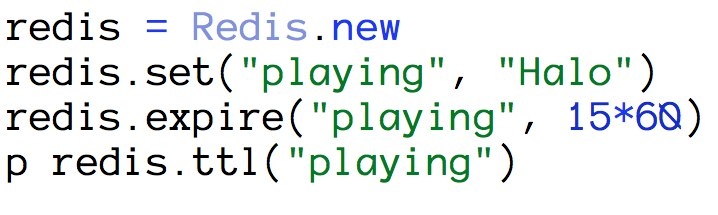 redis = Redis.new
redis.set("playing", "Halo")
redis.expire("playing", 15*60)
p redis.ttl("playing")